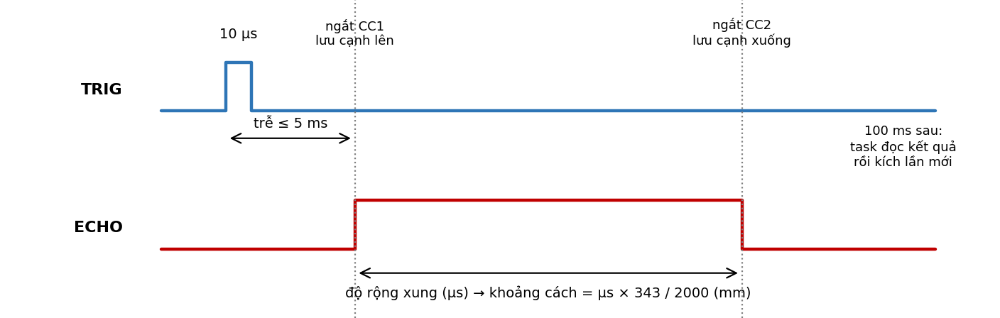 10 µs
ngắt CC1
lưu cạnh lên
ngắt CC2
lưu cạnh xuống
TRIG
trễ ≤ 5 ms
100 ms sau:
task đọc kết quả
rồi kích lần mới
ECHO
độ rộng xung (µs) → khoảng cách = µs × 343 / 2000 (mm)